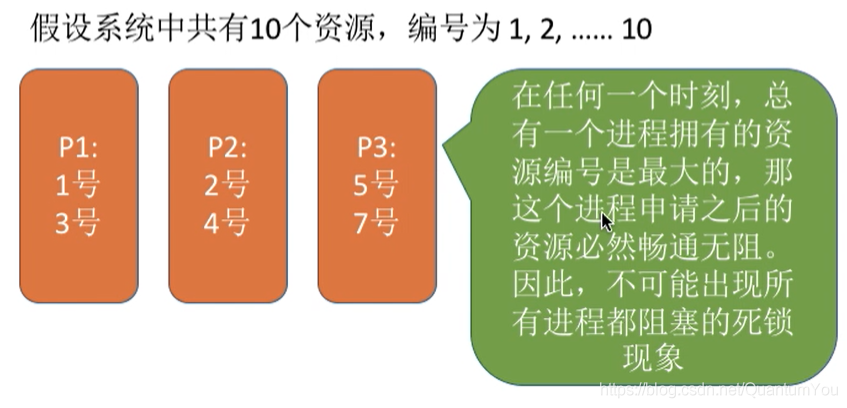 假设系统中共有10个资源，编号为 1, 2, …… 10
P1:
1号
3号
P2:
2号
4号
P3:
5号
7号
在任何一个时刻，总
有一个进程拥有的资
源编号是最大的，那
这个进程申请之后的
资源必然畅通无阻。
因此，不可能出现所
有进程都阻塞的死锁
现象
https://blog.csdn.net/QuantumYou